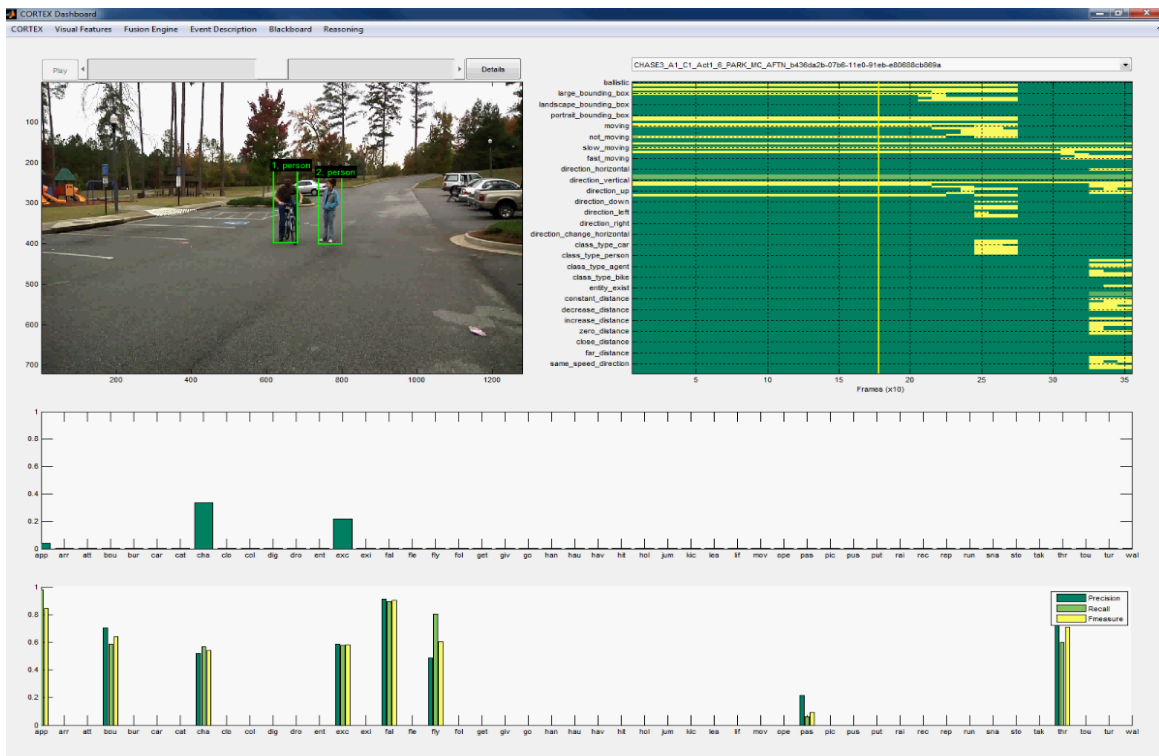 CORTEX Dashboard
CORTEX Visual Features Fusion Engine Event Description Blackboard Reasoning
Play Details
CHASE3_A1_C1_Act1_6_PARK_MC_AFTN_b436da2b-07b6-11e0-91eb-e80688cb869a
100
200
300
400
500
600
700
200 400 600 800 1000 1200
1, person
2, person
ballistic
large_bounding_box
landscape_bounding_box
portrait_bounding_box
moving
not_moving
slow_moving
fast_moving
direction_horizontal
direction_vertical
direction_up
direction_down
direction_left
direction_right
direction_change_horizontal
class_type_car
class_type_person
class_type_agent
class_type_bike
entity_exist
constant_distance
decrease_distance
increase_distance
zero_distance
close_distance
far_distance
same_speed_direction
5 10 15 20 25 30 35
Frames (x10)
1
0.8
0.6
0.4
0.2
0
app arr att bou bur car cat cha clo col dig dro ent exc exi fal fle fly fol get giv go han hau hav hit hol jum kic lea lif mov ope pas pic pus put rai rec rep run sna sto tak thr tou tur wal
1
0.8
0.6
0.4
0.2
0
Precision
Recall
Fmeasure
app arr att bou bur car cat cha clo col dig dro ent exc exi fal fle fly fol get giv go han hau hav hit hol jum kic lea lif mov ope pas pic pus put rai rec rep run sna sto tak thr tou tur wal